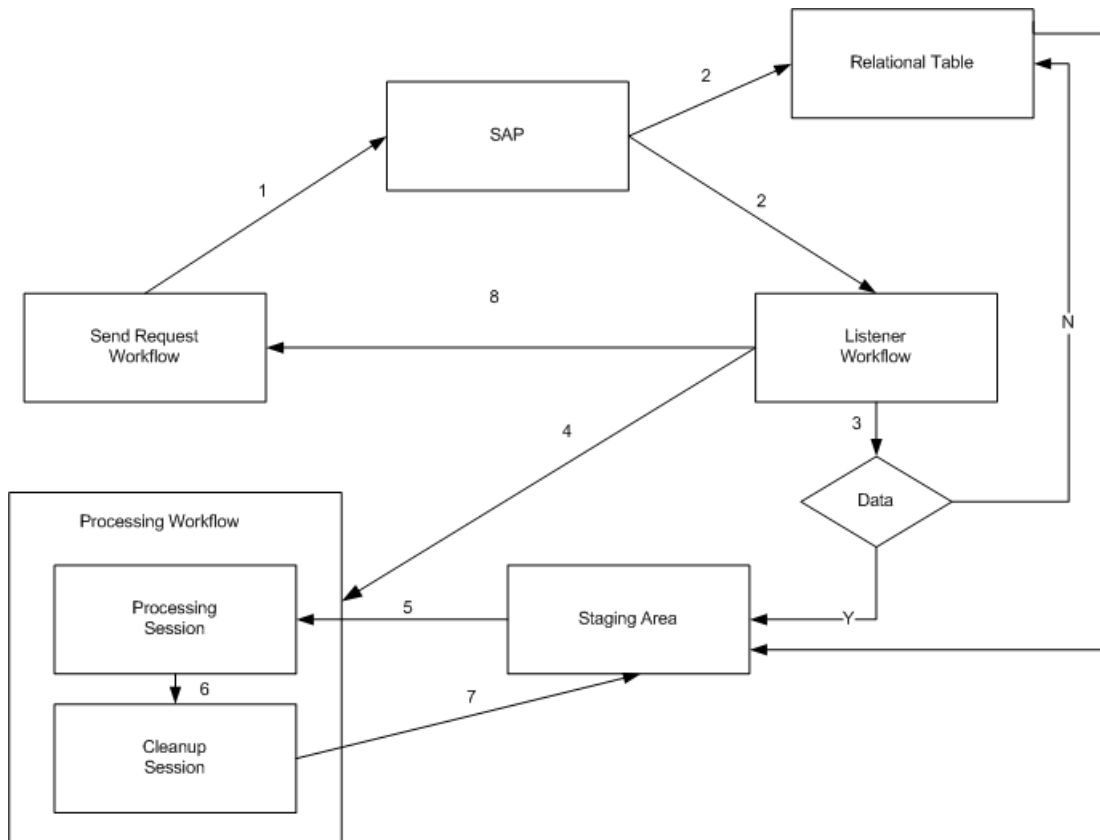 Relational Table
2
SAP
1
2
8
Send Request
Workflow
Listener
Workflow
N
3
4
Data
Processing Workflow
Processing
Session
5
Staging Area
Y
6
7
Cleanup
Session